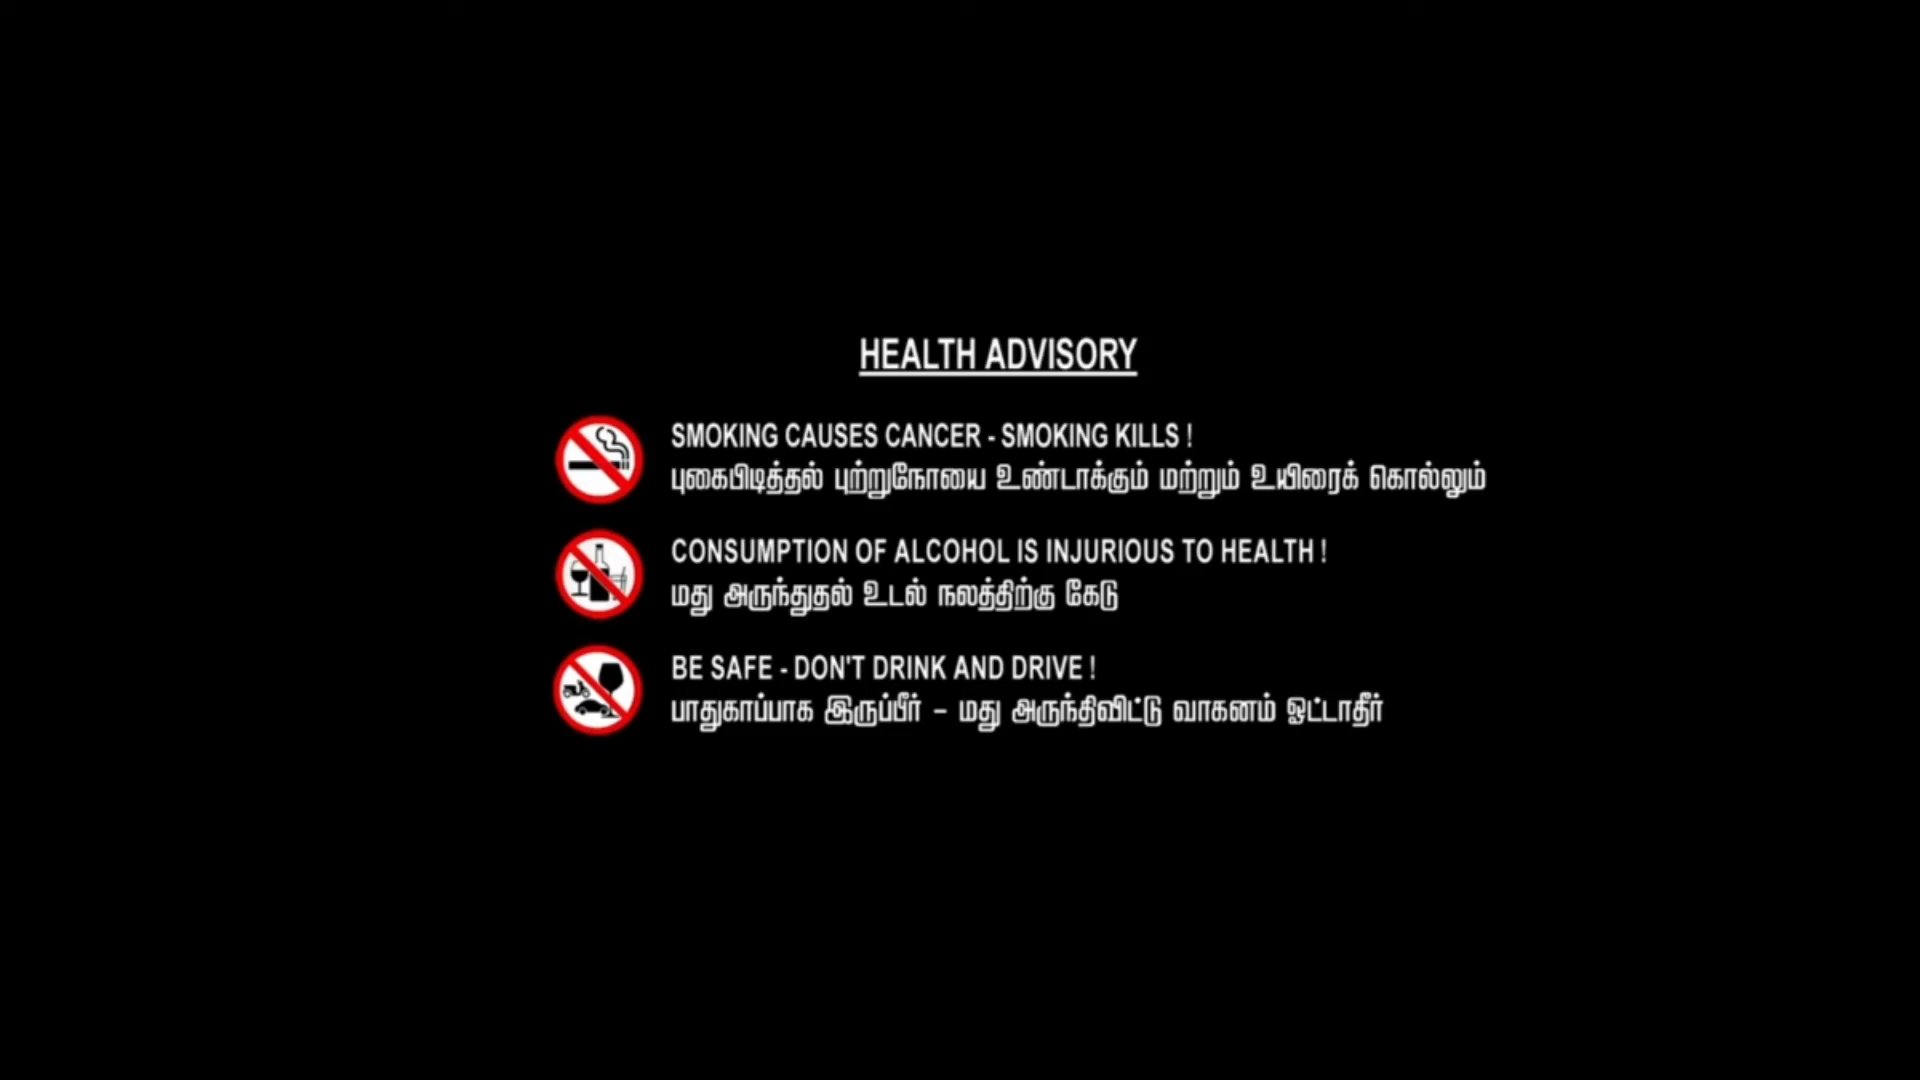 HEALTH ADVISORY
SMOKING CAUSES CANCER - SMOKING KILLS !
புகைபிடித்தல் புற்றுநோயை உண்டாக்கும் மற்றும் உயிரைக் கொல்லும்
CONSUMPTION OF ALCOHOL IS INJURIOUS TO HEALTH !
மது அருந்துதல் உடல் நலத்திற்கு கேடு
BE SAFE - DON'T DRINK AND DRIVE !
பாதுகாப்பாக இருப்பீர் – மது அருந்திவிட்டு வாகனம் ஓட்டாதீர்